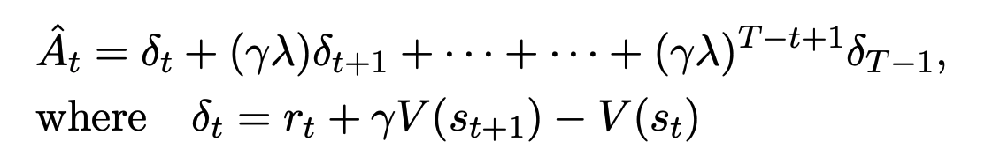 Â_t = δ_t + (γλ)δ_{t+1} + ⋯ + ⋯ + (γλ)^{T−t+1}δ_{T−1},
where δ_t = r_t + γV(s_{t+1}) − V(s_t)